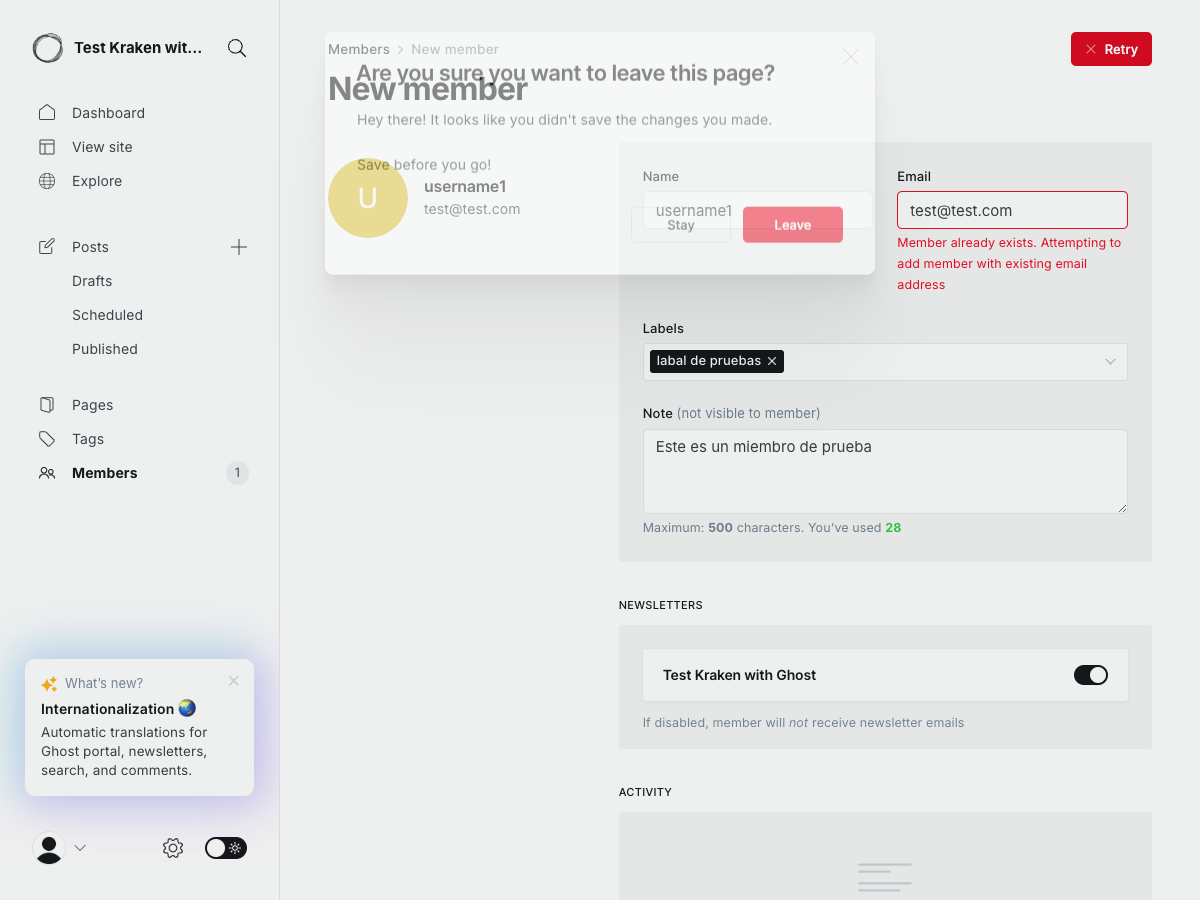 Test Kraken wit...
Dashboard
View site
Explore
Posts
Drafts
Scheduled
Published
Pages
Tags
Members
1
What's new?
Internationalization 🌏
Automatic translations for
Ghost portal, newsletters,
search, and comments.
Members > New member
New member
Retry
Are you sure you want to leave this page?
Hey there! It looks like you didn't save the changes you made.
Save before you go!
Stay
Leave
U
username1
test@test.com
Name
username1
Email
test@test.com
Member already exists. Attempting to
add member with existing email
address
Labels
labal de pruebas ×
Note (not visible to member)
Este es un miembro de prueba
Maximum: 500 characters. You've used 28
NEWSLETTERS
Test Kraken with Ghost
If disabled, member will not receive newsletter emails
ACTIVITY